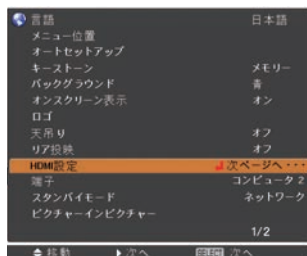 言語 日本語
メニュー位置
オートセットアップ
キーストーン メモリー
バックグラウンド 青
オンスクリーン表示 オン
ロゴ
天吊り オフ
リア投映 オフ
HDMI設定 次ページへ・・・
端子 コンピュータ2
スタンバイモード ネットワーク
ピクチャーインピクチャー
1/2
移動 次へ 選択 次へ